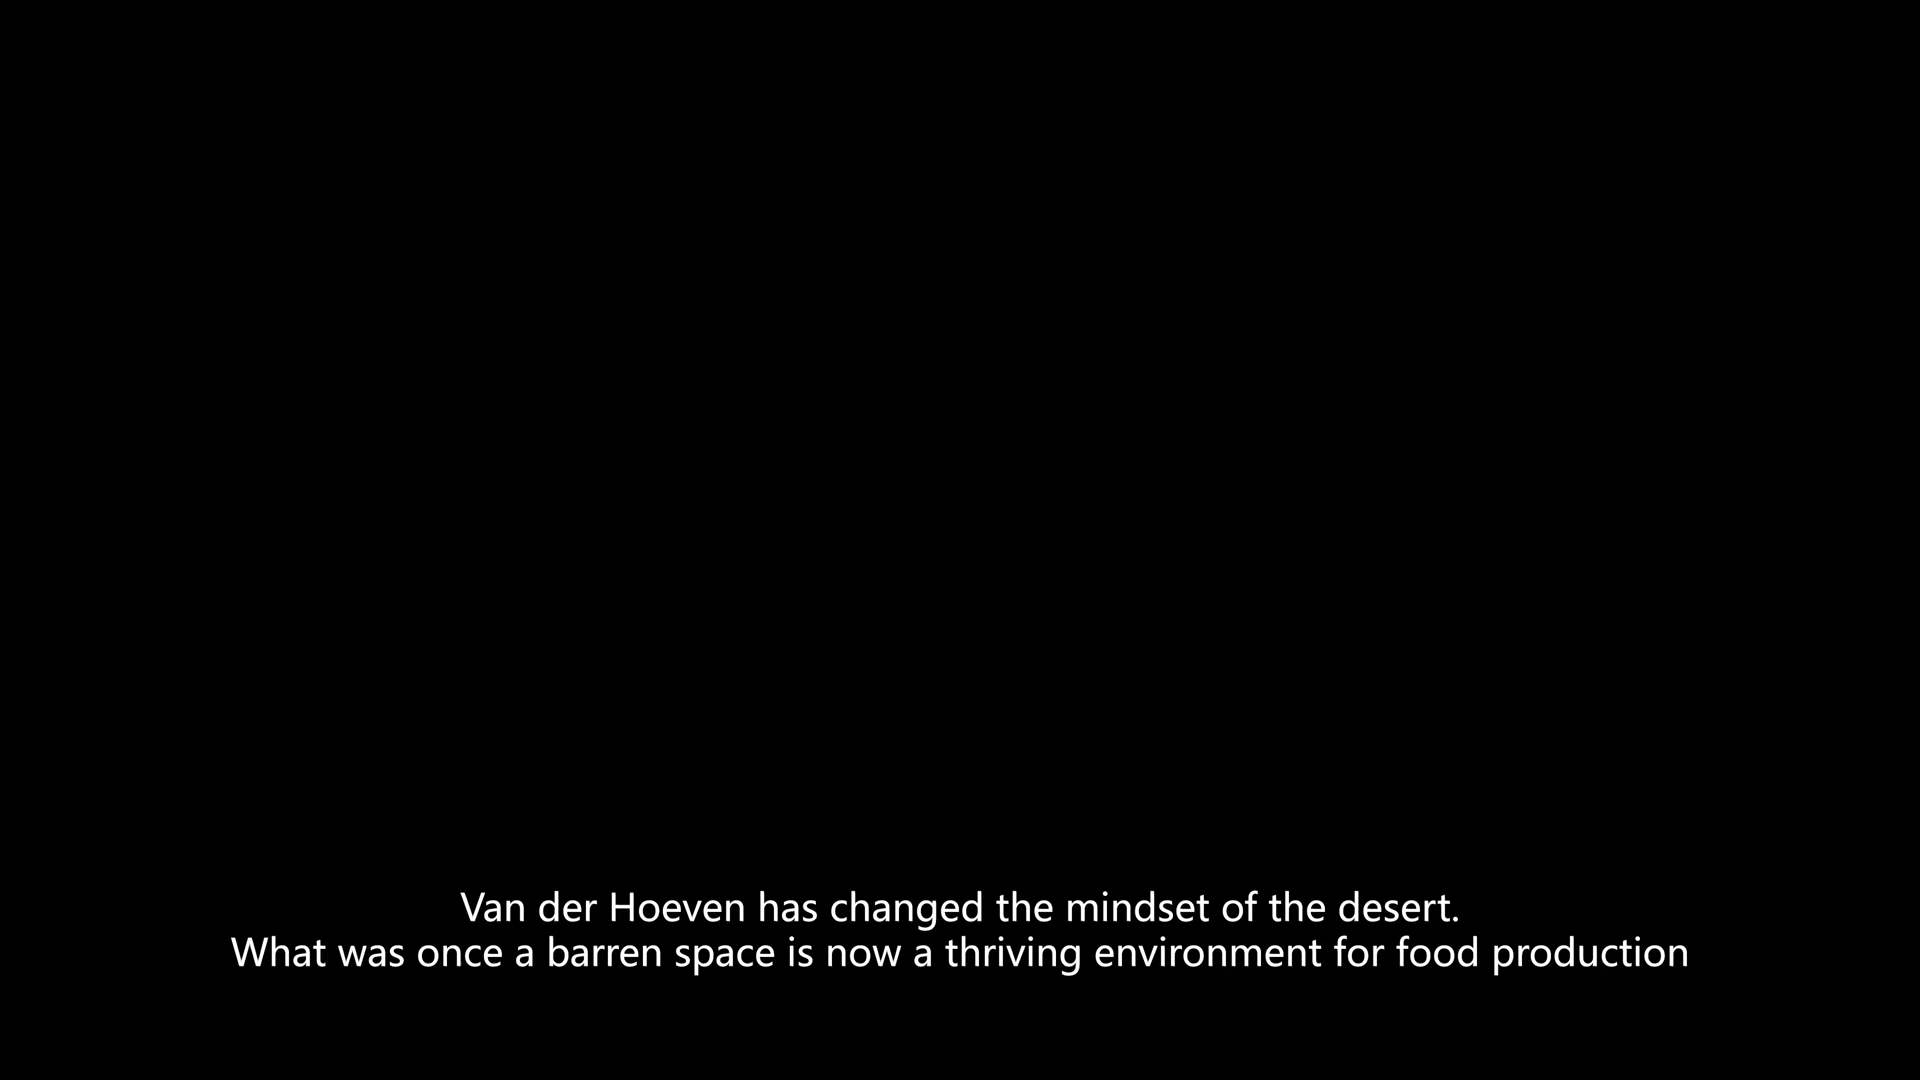 Van der Hoeven has changed the mindset of the desert.
What was once a barren space is now a thriving environment for food production